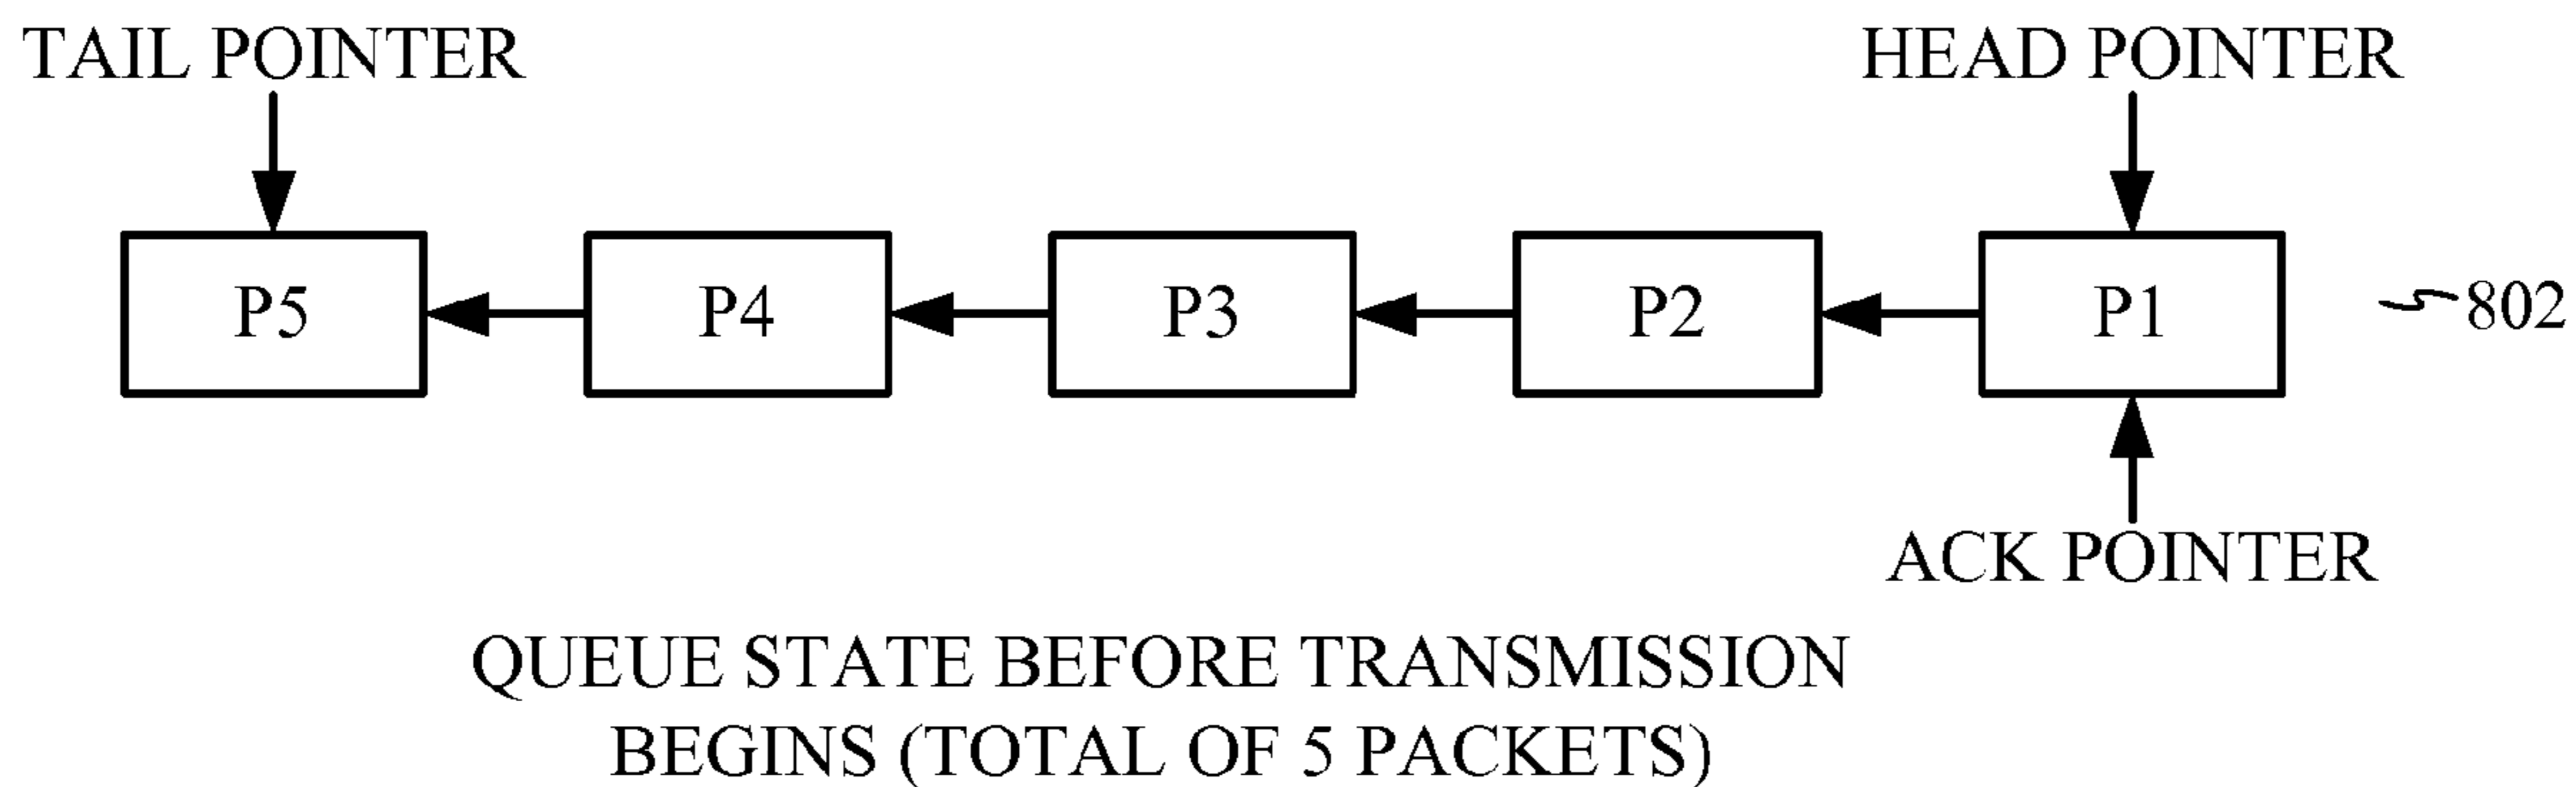 TAIL POINTER
HEAD POINTER
P5
P4
P3
P2
P1
802
ACK POINTER
QUEUE STATE BEFORE TRANSMISSION
BEGINS (TOTAL OF 5 PACKETS)